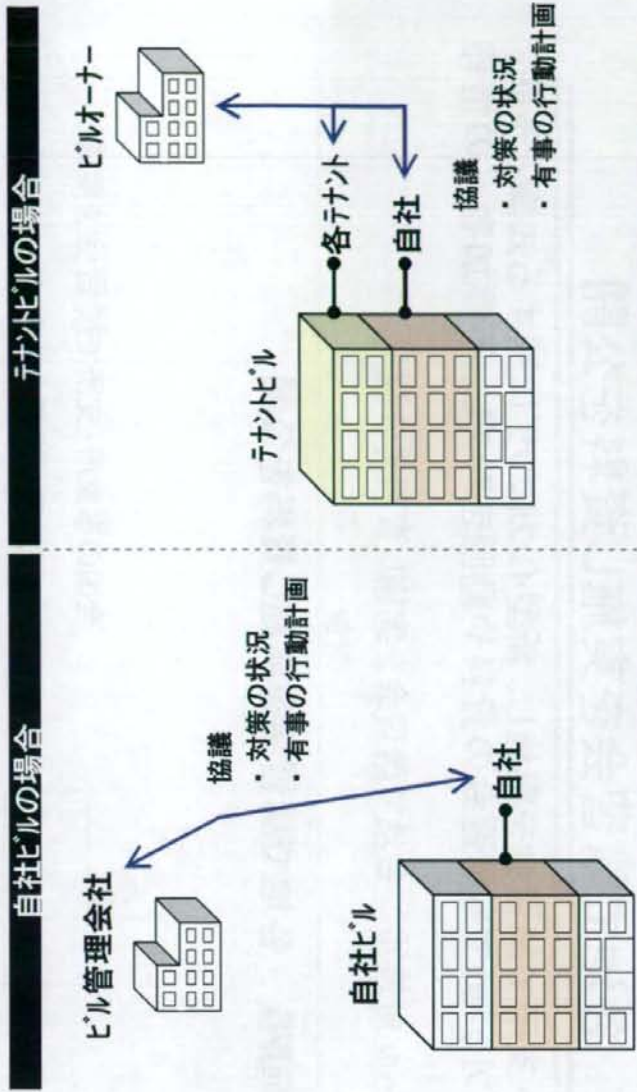 自社ビルの場合
ビル管理会社
協議
・ 対策の状況
・ 有事の行動計画
自社ビル
自社
テナントビルの場合
ビルオーナー
テナントビル
各テナント
自社
協議
・ 対策の状況
・ 有事の行動計画